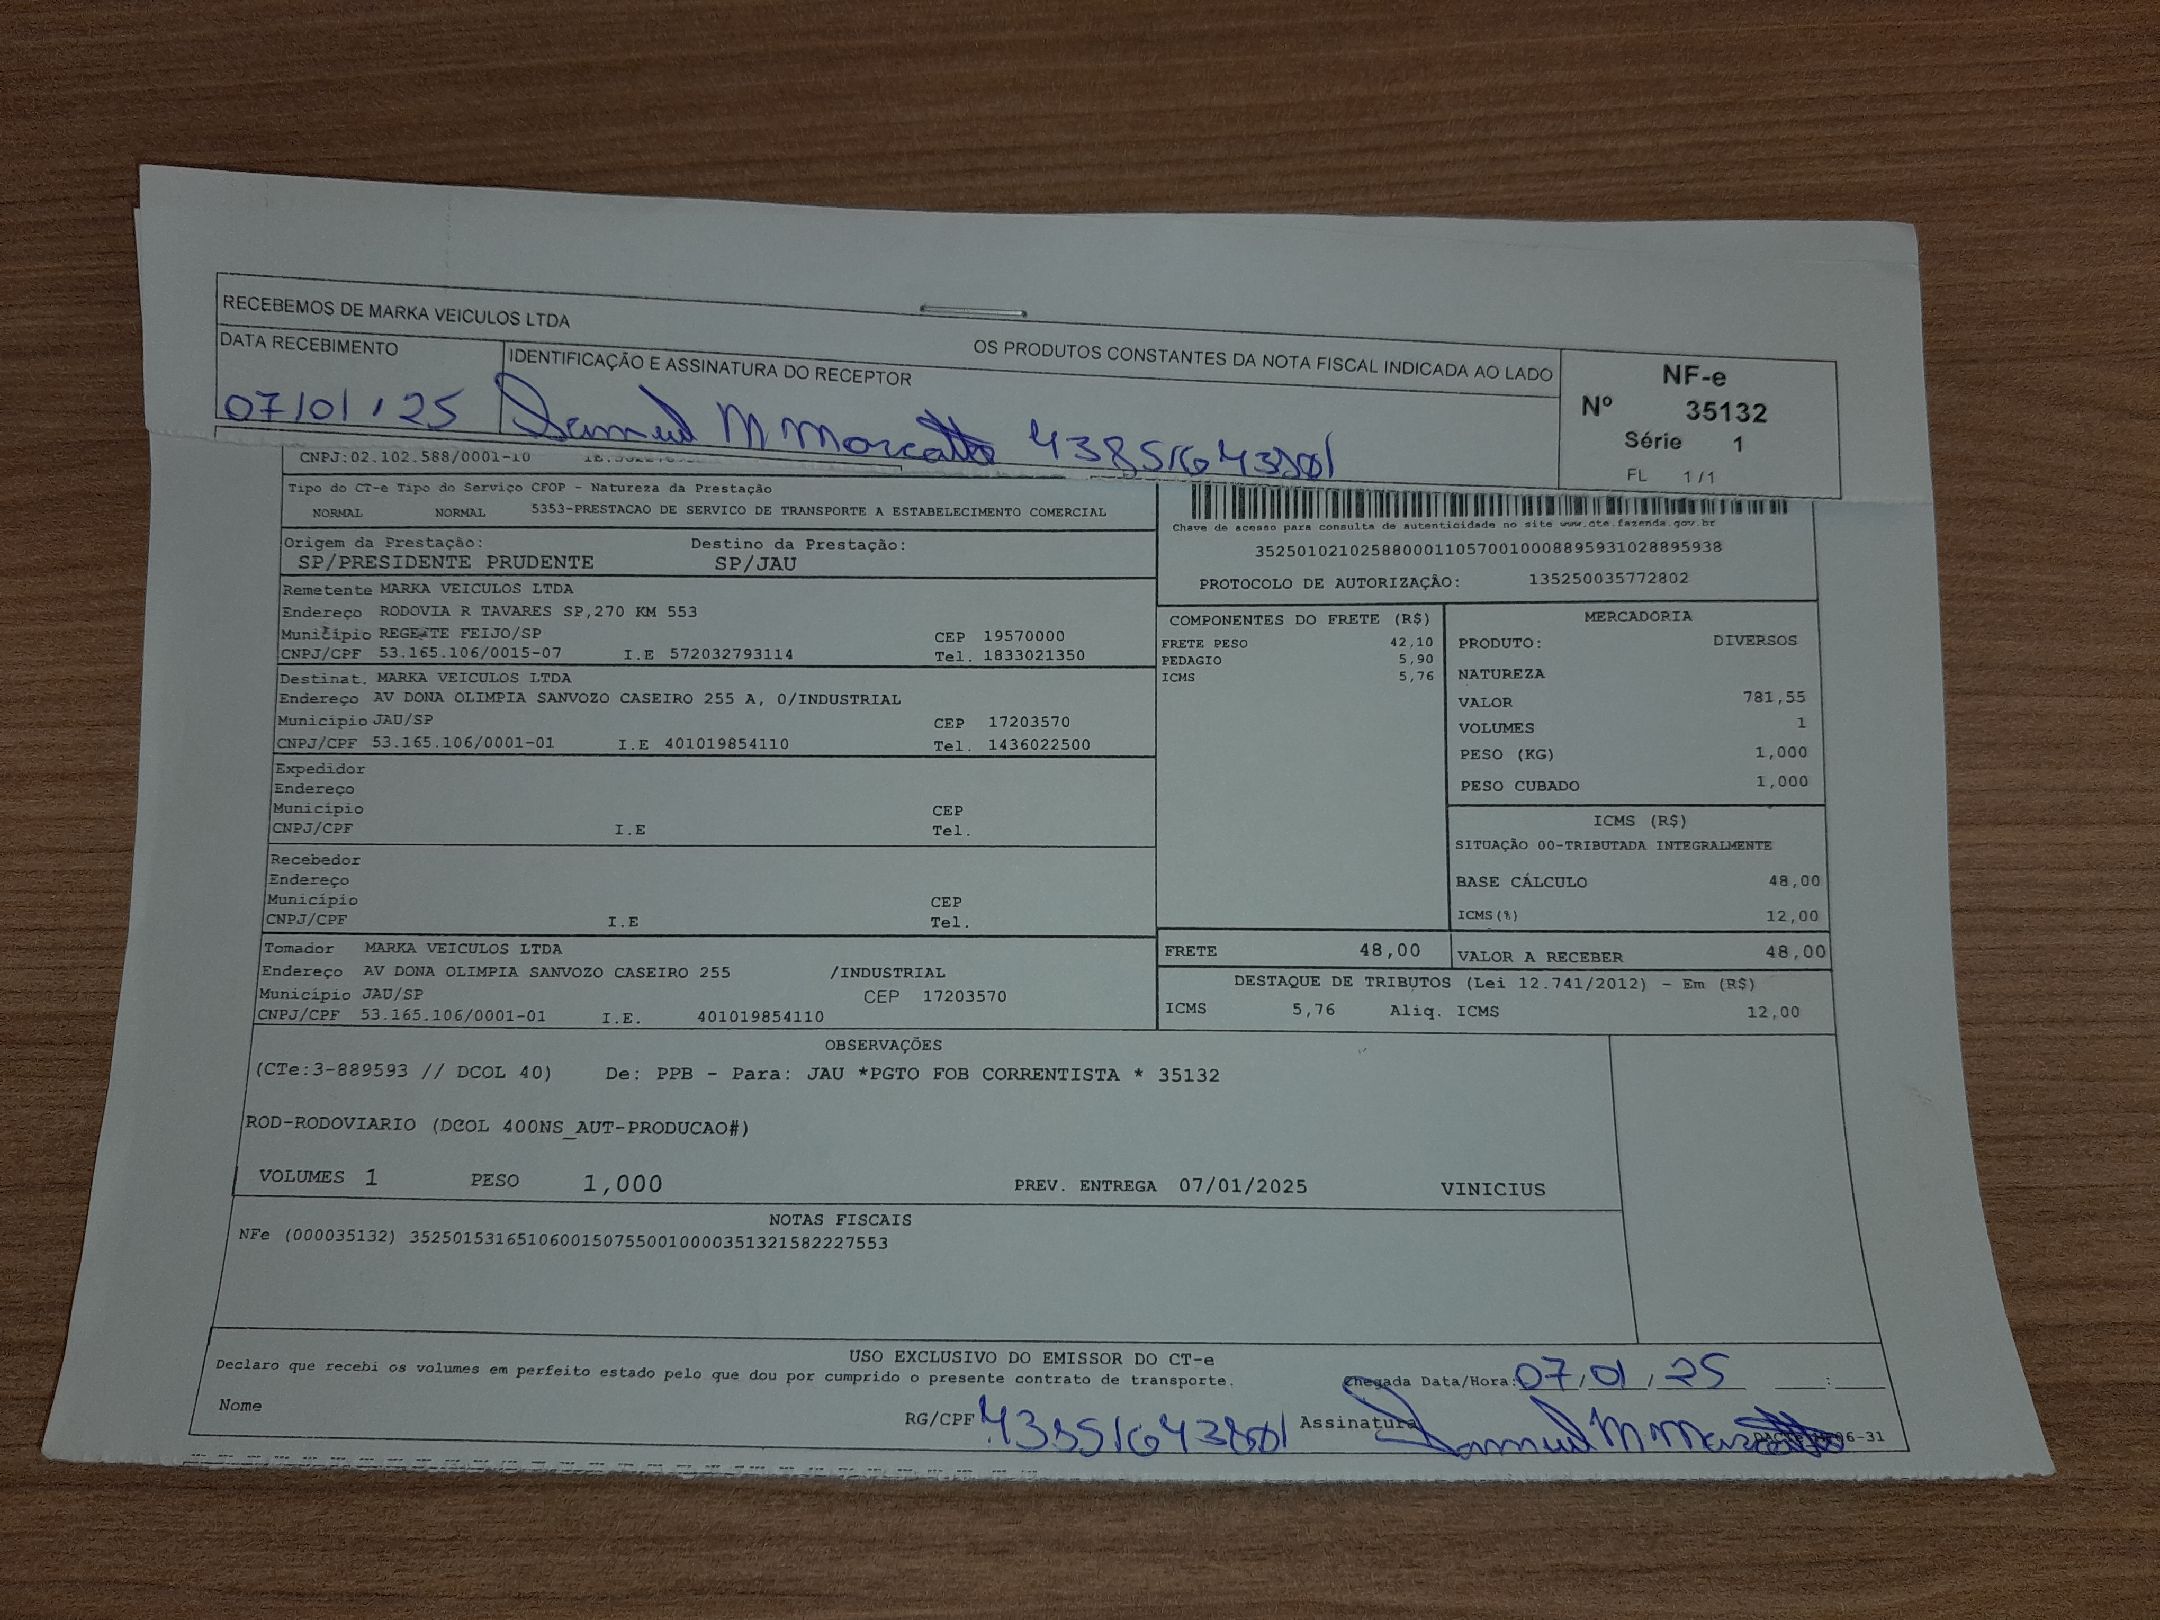 RECEBEMOS DE MARKA VEICULOS LTDA OS PRODUTOS CONSTANTES DA NOTA FISCAL INDICADA AO LADO
DATA RECEBIMENTO IDENTIFICAÇÃO E ASSINATURA DO RECEPTOR
07/01/25 Samuel M Morcatto
NF-e
Nº 35132
Série 1
FL 1/1
CNPJ:02.102.588/0001-10
Tipo do CT-e Tipo do Serviço CFOP - Natureza da Prestação
NORMAL NORMAL 5353-PRESTACAO DE SERVICO DE TRANSPORTE A ESTABELECIMENTO COMERCIAL
Origem da Prestação: Destino da Prestação:
SP/PRESIDENTE PRUDENTE SP/JAU
Remetente MARKA VEICULOS LTDA
Endereço RODOVIA R TAVARES SP,270 KM 553
Município REGENTE FEIJO/SP CEP 19570000
CNPJ/CPF 53.165.106/0015-07 I.E 572032793114 Tel. 1833021350
Destinat. MARKA VEICULOS LTDA
Endereço AV DONA OLIMPIA SANVOZO CASEIRO 255 A, 0/INDUSTRIAL
Município JAU/SP CEP 17203570
CNPJ/CPF 53.165.106/0001-01 I.E 401019854110 Tel. 1436022500
Expedidor
Endereço
Município CEP
CNPJ/CPF I.E Tel.
Recebedor
Endereço
Município CEP
CNPJ/CPF I.E Tel.
Tomador MARKA VEICULOS LTDA
Endereço AV DONA OLIMPIA SANVOZO CASEIRO 255 /INDUSTRIAL
Município JAU/SP CEP 17203570
CNPJ/CPF 53.165.106/0001-01 I.E. 401019854110
Chave de acesso para consulta de autenticidade no site www.cte.fazenda.gov.br
35250102102588000110570010008895931028895938
PROTOCOLO DE AUTORIZAÇÃO: 135250035772802
COMPONENTES DO FRETE (R$)
FRETE PESO 42,10
PEDAGIO 5,90
ICMS 5,76
MERCADORIA
PRODUTO: DIVERSOS
NATUREZA
VALOR 781,55
VOLUMES 1
PESO (KG) 1,000
PESO CUBADO 1,000
ICMS (R$)
SITUAÇÃO 00-TRIBUTADA INTEGRALMENTE
BASE CÁLCULO 48,00
ICMS(%) 12,00
FRETE 48,00 VALOR A RECEBER 48,00
DESTAQUE DE TRIBUTOS (Lei 12.741/2012) - Em (R$)
ICMS 5,76 Aliq. ICMS 12,00
OBSERVAÇÕES
(CTe:3-889593 // DCOL 40) De: PPB - Para: JAU *PGTO FOB CORRENTISTA * 35132
ROD-RODOVIARIO (DCOL 400NS_AUT-PRODUCAO#)
VOLUMES 1 PESO 1,000 PREV. ENTREGA 07/01/2025 VINICIUS
NOTAS FISCAIS
NFe (000035132) 35250153165106001507550010000351321582227553
USO EXCLUSIVO DO EMISSOR DO CT-e
Declaro que recebi os volumes em perfeito estado pelo que dou por cumprido o presente contrato de transporte.
Chegada Data/Hora: 07/01/25 :
Nome RG/CPF Assinatura Samuel M Morcatto